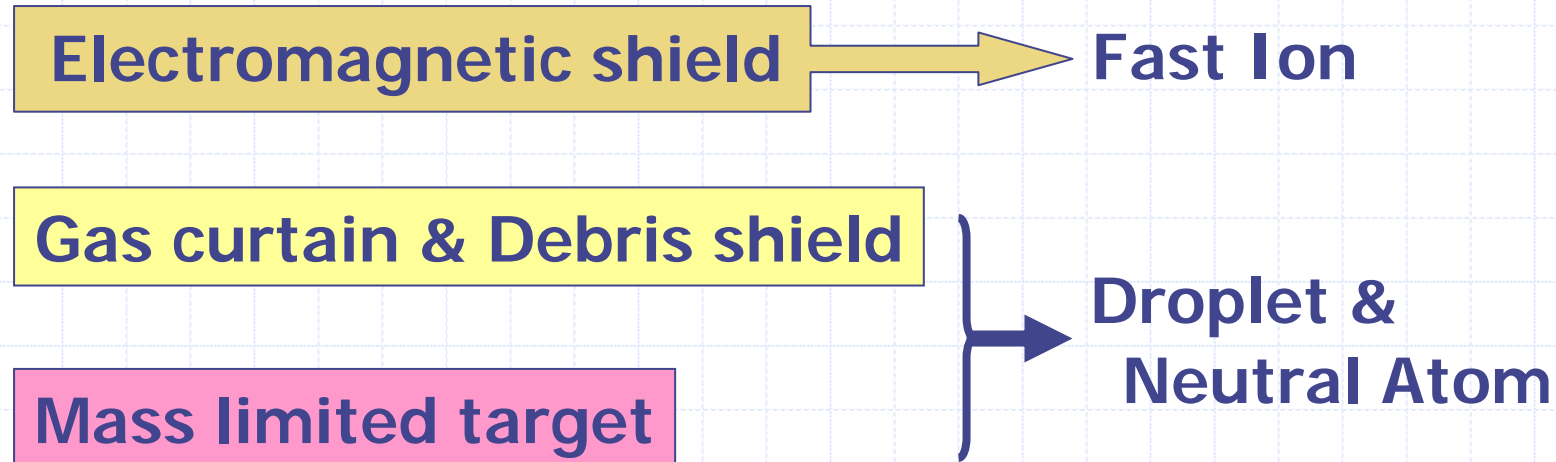 Electromagnetic shield
Fast Ion
Gas curtain & Debris shield
Droplet &
Neutral Atom
Mass limited target